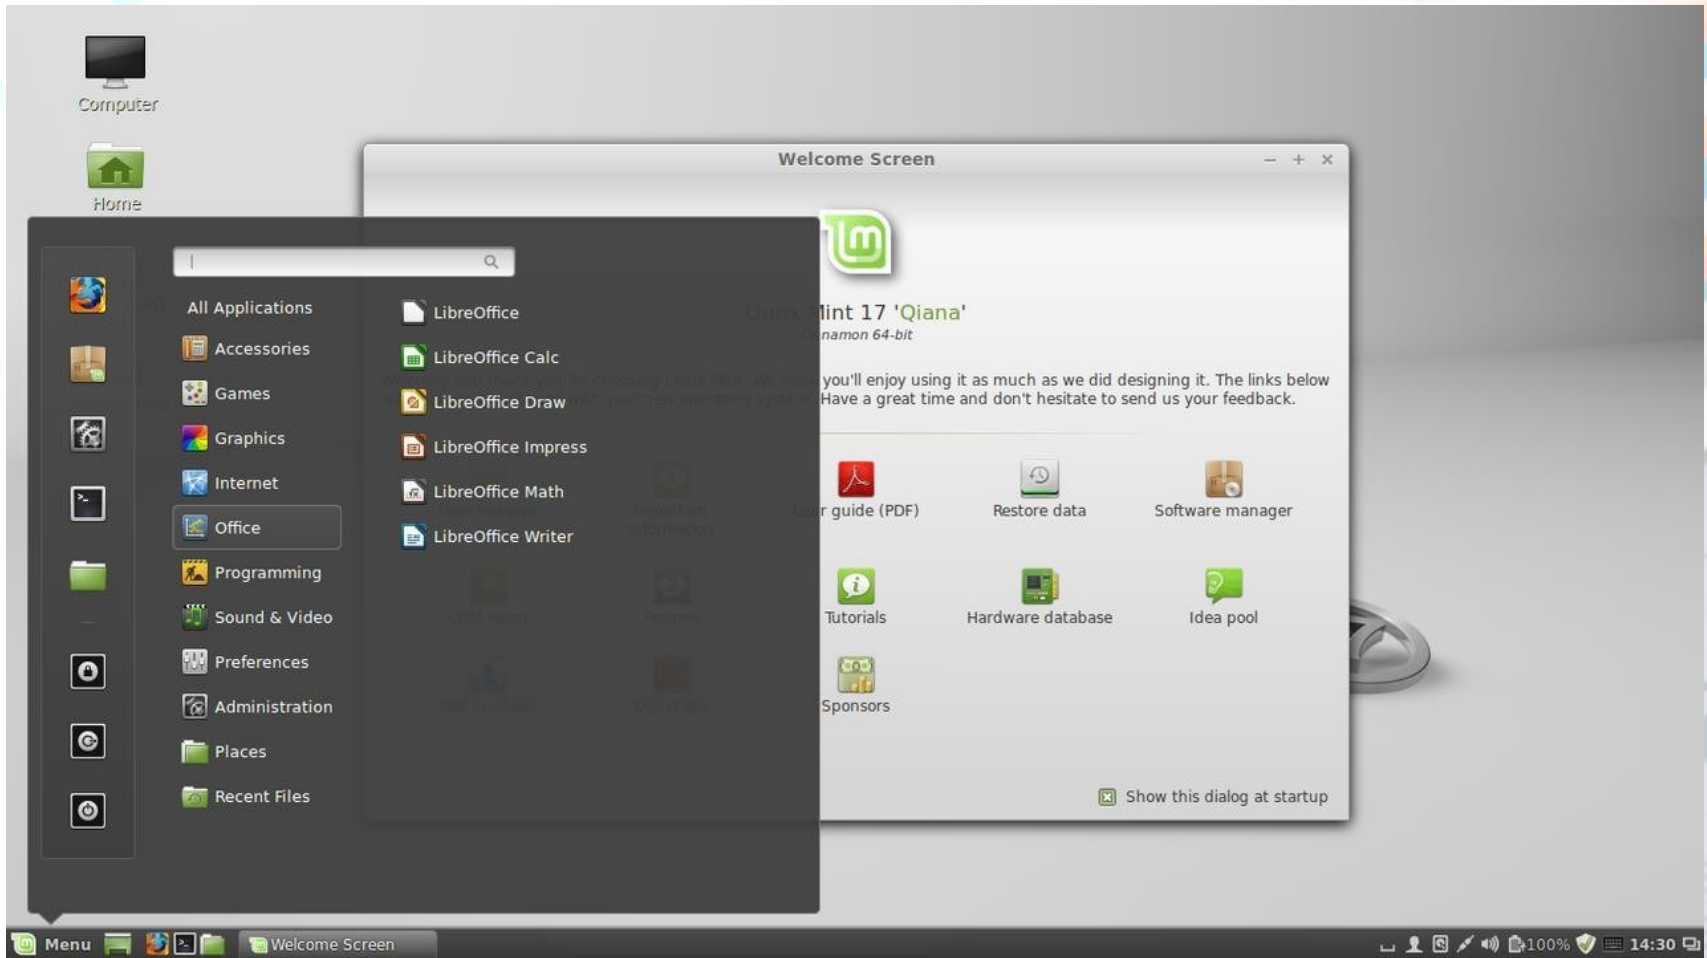 Computer
Home
Welcome Screen
All Applications
Accessories
Games
Graphics
Internet
Office
Programming
Sound & Video
Preferences
Administration
Places
Recent Files
LibreOffice
LibreOffice Calc
LibreOffice Draw
LibreOffice Impress
LibreOffice Math
LibreOffice Writer
Linux Mint 17 'Qiana'
Cinnamon 64-bit
you'll enjoy using it as much as we did designing it. The links below
Have a great time and don't hesitate to send us your feedback.
User guide (PDF)
Restore data
Software manager
Tutorials
Hardware database
Idea pool
Sponsors
Show this dialog at startup
Menu
Welcome Screen
100%
14:30